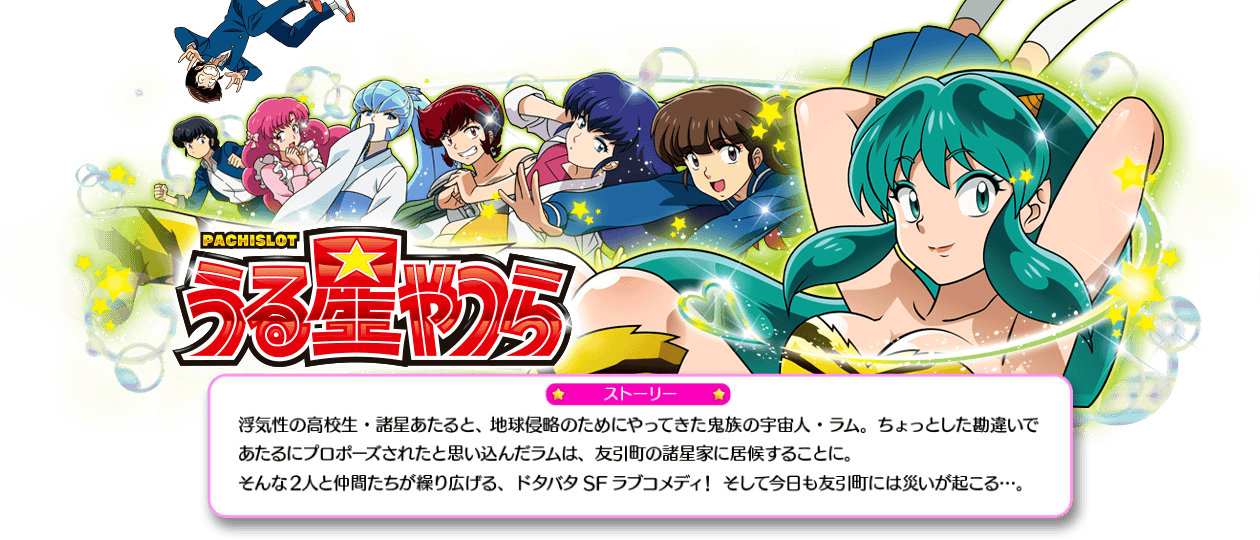 PACHISLOT
うる星やつら
ストーリー
浮気性の高校生・諸星あたると、地球侵略のためにやってきた鬼族の宇宙人・ラム。ちょっとした勘違いで
あたるにプロポーズされたと思い込んだラムは、友引町の諸星家に居候することに。
そんな2人と仲間たちが繰り広げる、ドタバタ SF ラブコメディ! そして今日も友引町には災いが起こる…。